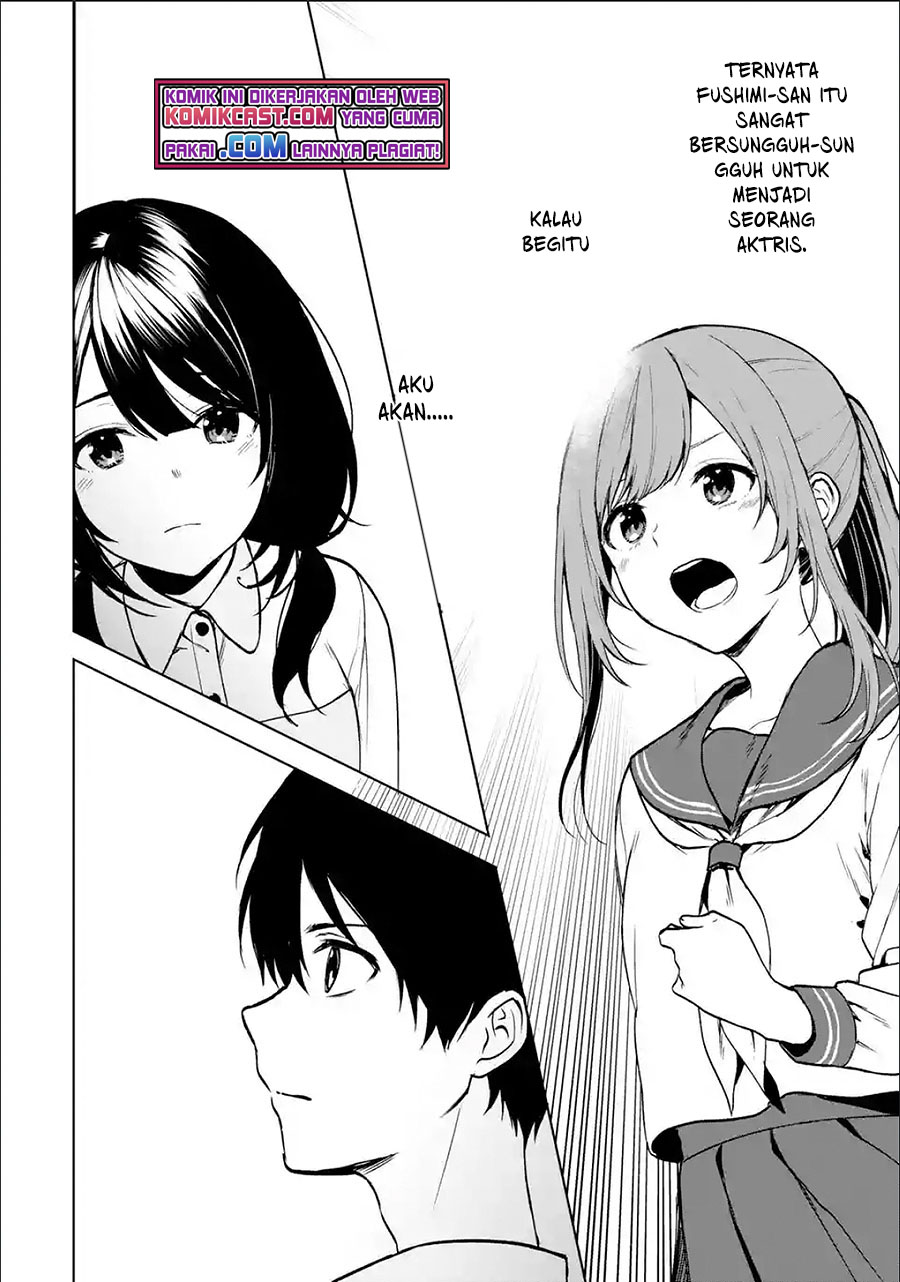 KOMIK INI DIKERJAKAN OLEH WEB
KOMIKCAST.COM YANG CUMA
PAKAI .COM LAINNYA PLAGIAT!
TERNYATA
FUSHIMI-SAN ITU
SANGAT
BERSUNGGUH-SUN
GGUH UNTUK
MENJADI
SEORANG
AKTRIS.
KALAU
BEGITU
AKU
AKAN.....